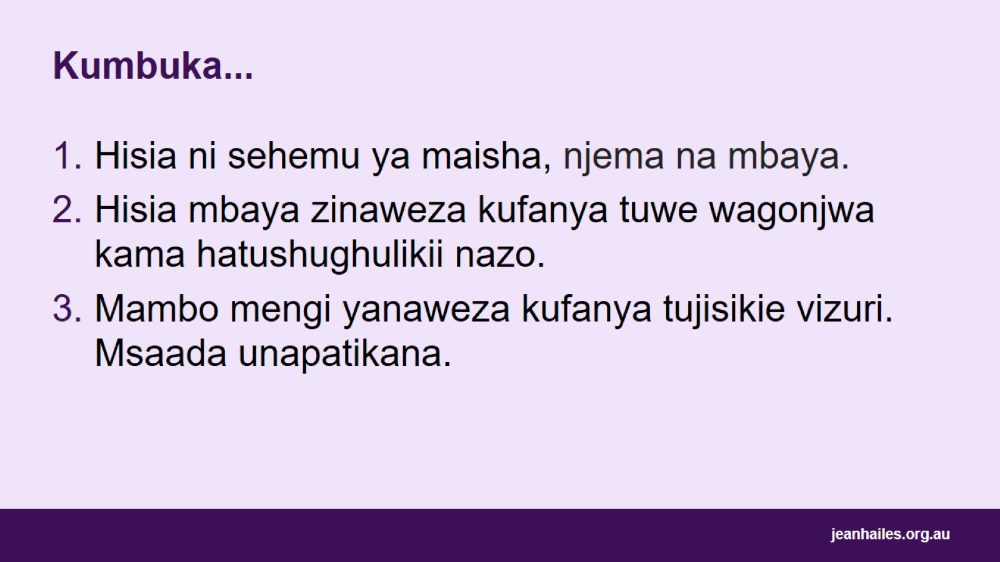 Kumbuka...
1. Hisia ni sehemu ya maisha, njema na mbaya.
2. Hisia mbaya zinaweza kufanya tuwe wagonjwa
kama hatushughulikii nazo.
3. Mambo mengi yanaweza kufanya tujisikie vizuri.
Msaada unapatikana.
jeanhailes.org.au